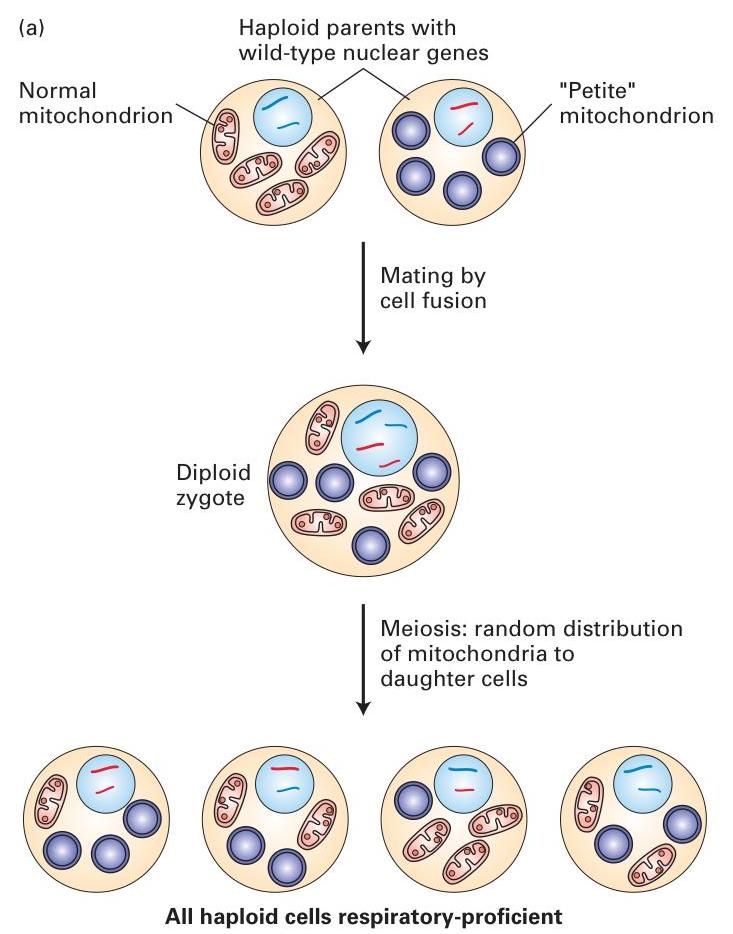 (a)
Haploid parents with
wild-type nuclear genes
Normal
mitochondrion
"Petite"
mitochondrion
Mating by
cell fusion
Diploid
zygote
Meiosis: random distribution
of mitochondria to
daughter cells
All haploid cells respiratory-proficient